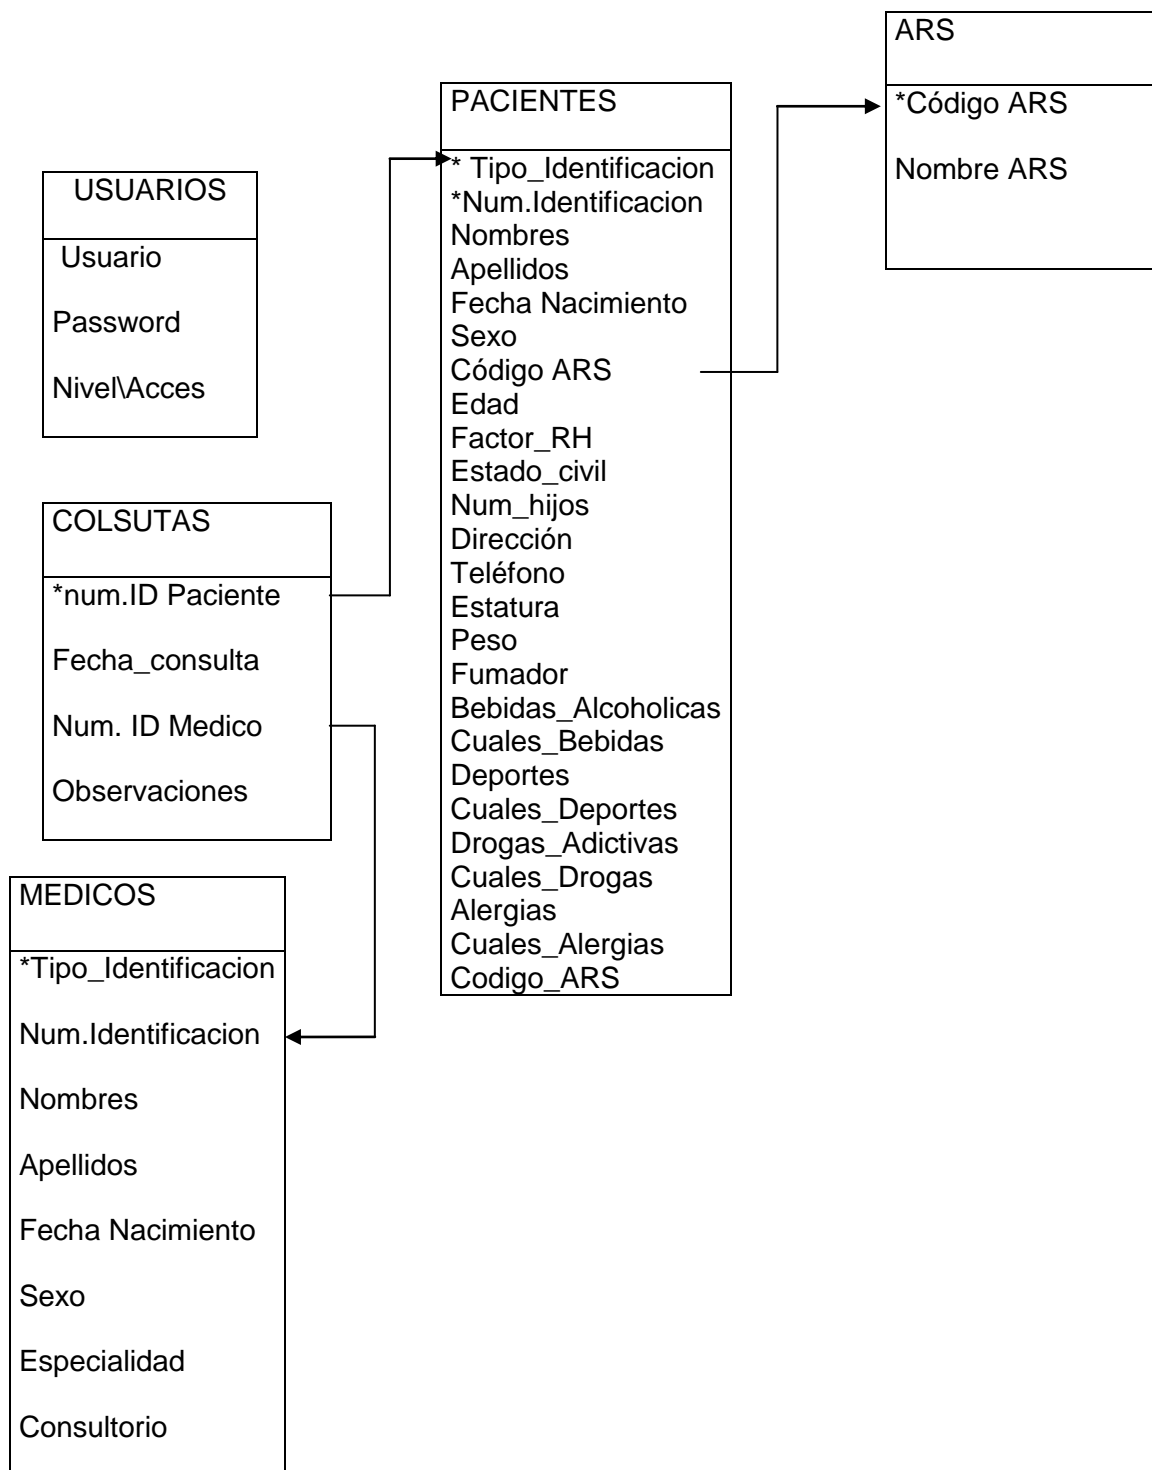 ARS
*Código ARS
Nombre ARS
PACIENTES
* Tipo_Identificacion
*Num.Identificacion
Nombres
Apellidos
Fecha Nacimiento
Sexo
Código ARS
Edad
Factor_RH
Estado_civil
Num_hijos
Dirección
Teléfono
Estatura
Peso
Fumador
Bebidas_Alcoholicas
Cuales_Bebidas
Deportes
Cuales_Deportes
Drogas_Adictivas
Cuales_Drogas
Alergias
Cuales_Alergias
Codigo_ARS
USUARIOS
Usuario
Password
Nivel\Acces
COLSUTAS
*num.ID Paciente
Fecha_consulta
Num. ID Medico
Observaciones
MEDICOS
*Tipo_Identificacion
Num.Identificacion
Nombres
Apellidos
Fecha Nacimiento
Sexo
Especialidad
Consultorio